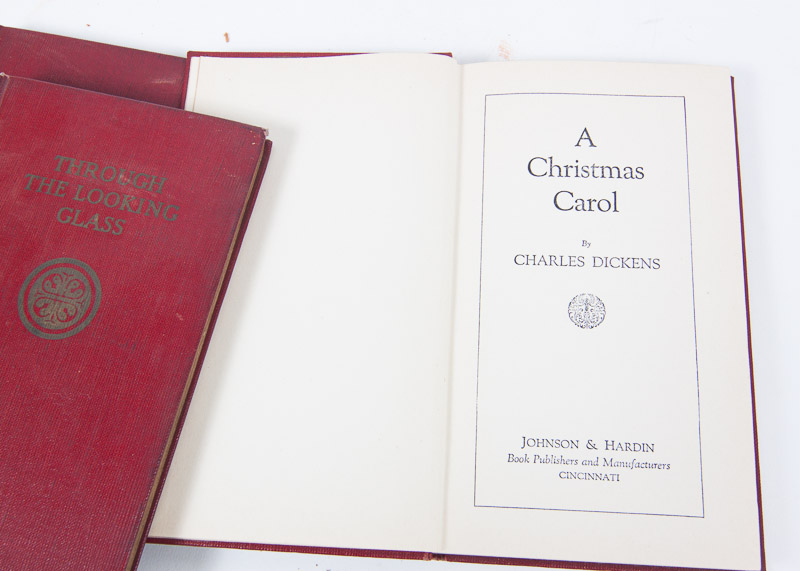 THROUGH
THE LOOKING
GLASS
A
Christmas
Carol
By
CHARLES DICKENS
JOHNSON & HARDIN
Book Publishers and Manufacturers
CINCINNATI